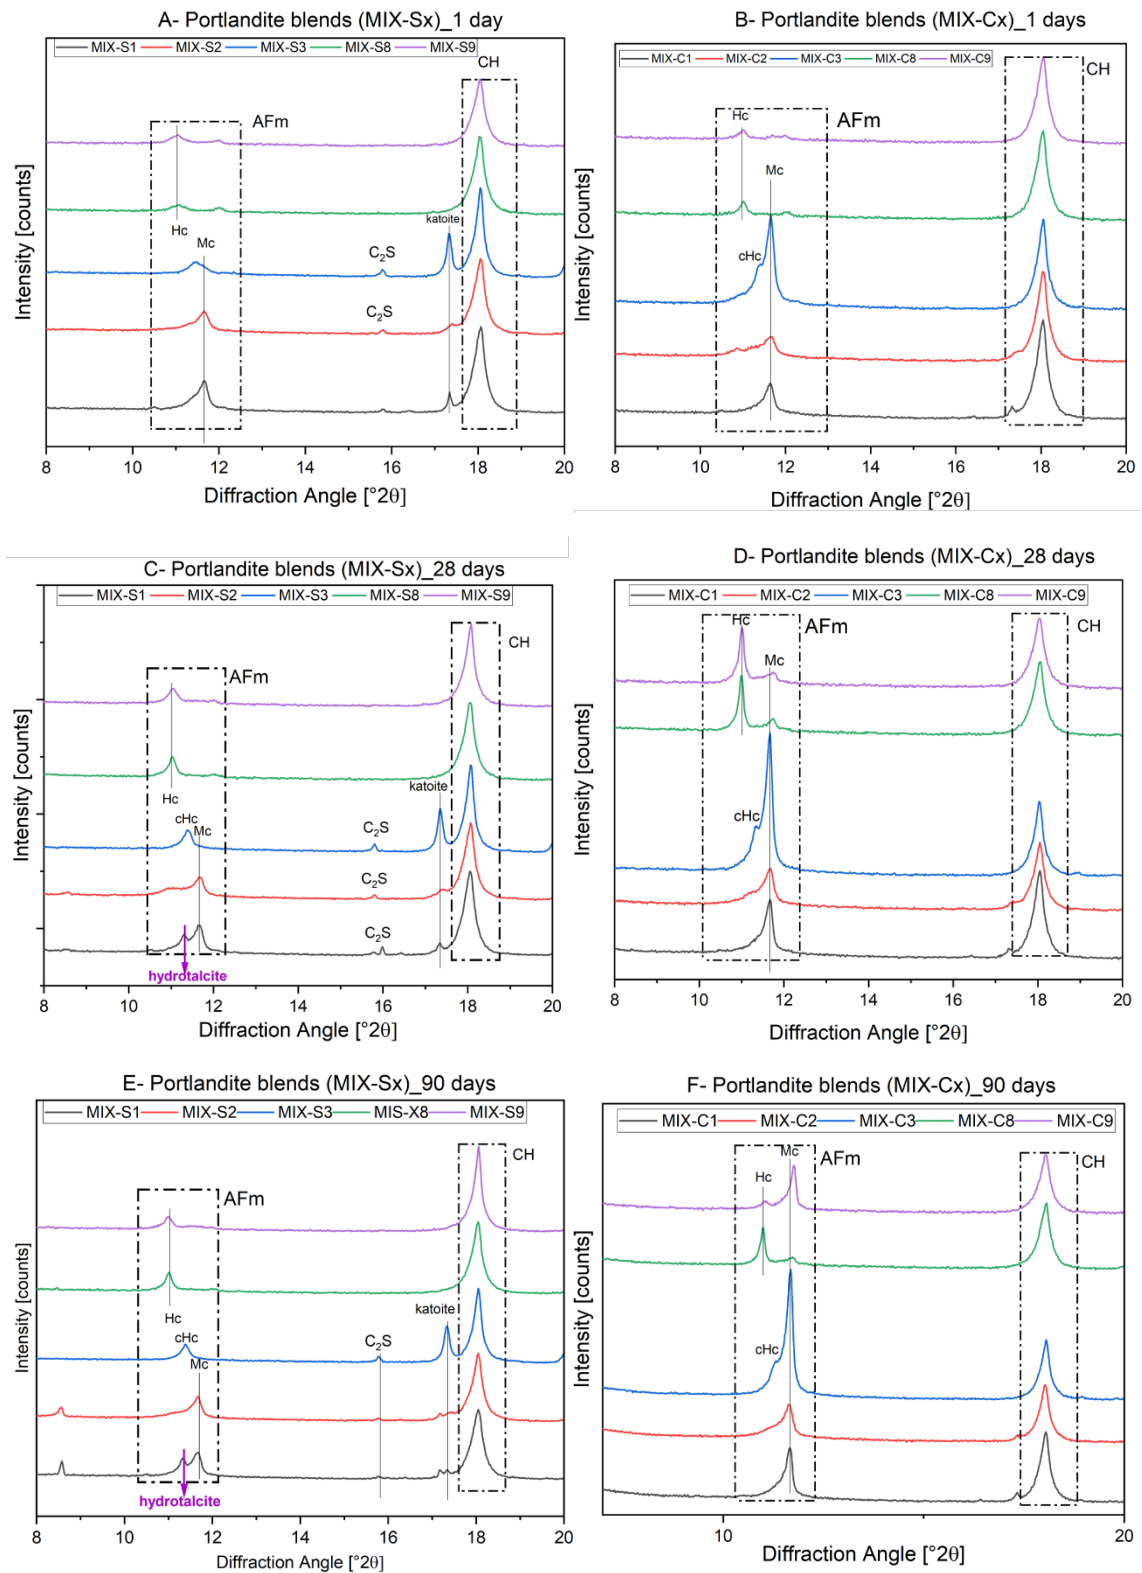 A- Portlandite blends (MIX-Sx)_1 day
MIX-S1 MIX-S2 MIX-S3 MIX-S8 MIX-S9
CH
AFm
Hc
Mc
katoite
C₂S
C₂S
Intensity [counts]
8 10 12 14 16 18 20
Diffraction Angle [°2θ]
B- Portlandite blends (MIX-Cx)_1 days
MIX-C1 MIX-C2 MIX-C3 MIX-C8 MIX-C9
CH
Hc
AFm
Mc
cHc
Intensity [counts]
8 10 12 14 16 18 20
Diffraction Angle [°2θ]
C- Portlandite blends (MIX-Sx)_28 days
MIX-S1 MIX-S2 MIX-S3 MIX-S8 MIX-S9
CH
AFm
Hc
cHc
Mc
katoite
C₂S
C₂S
C₂S
hydrotalcite
Intensity [counts]
8 10 12 14 16 18 20
Diffraction Angle [°2θ]
D- Portlandite blends (MIX-Cx)_28 days
MIX-C1 MIX-C2 MIX-C3 MIX-C8 MIX-C9
Hc
AFm
CH
Mc
cHc
Intensity [counts]
8 10 12 14 16 18 20
Diffraction Angle [°2θ]
E- Portlandite blends (MIX-Sx)_90 days
MIX-S1 MIX-S2 MIX-S3 MIS-X8 MIX-S9
CH
AFm
Hc
cHc
Mc
katoite
C₂S
hydrotalcite
Intensity [counts]
8 10 12 14 16 18 20
Diffraction Angle [°2θ]
F- Portlandite blends (MIX-Cx)_90 days
MIX-C1 MIX-C2 MIX-C3 MIX-C8 MIX-C9
Mc
AFm
CH
Hc
cHc
Intensity [counts]
10 20
Diffraction Angle [°2θ]